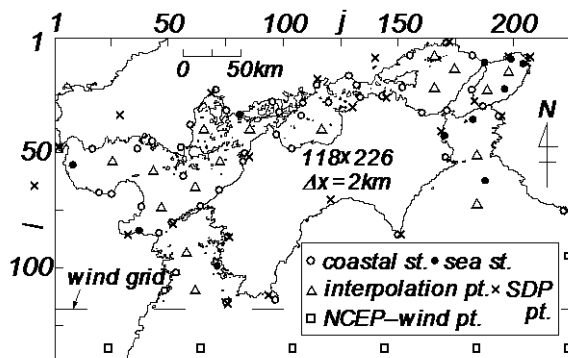 1 50 100 j 150 200
1
0 50km
N
50
118x226
Δx=2km
l
100
wind grid
coastal st. sea st.
interpolation pt. SDP
pt.
NCEP–wind pt.